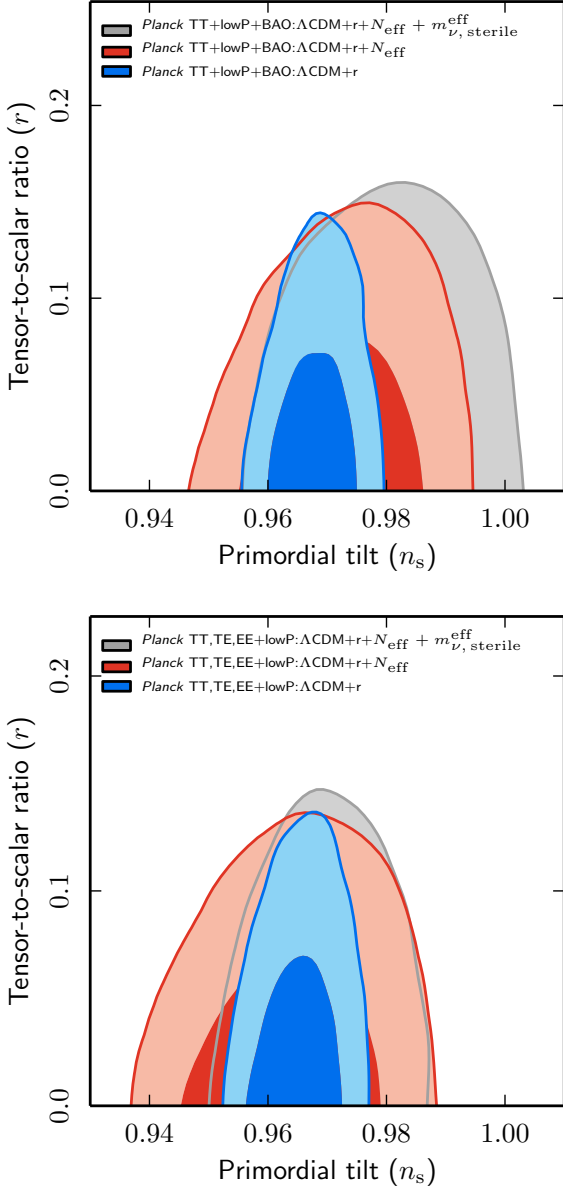 Planck TT+lowP+BAO:ΛCDM+r+N_eff + m^eff_ν, sterile
Planck TT+lowP+BAO:ΛCDM+r+N_eff
Planck TT+lowP+BAO:ΛCDM+r
Tensor-to-scalar ratio (r)
0.2
0.1
0.0
0.94 0.96 0.98 1.00
Primordial tilt (n_s)
Planck TT,TE,EE+lowP:ΛCDM+r+N_eff + m^eff_ν, sterile
Planck TT,TE,EE+lowP:ΛCDM+r+N_eff
Planck TT,TE,EE+lowP:ΛCDM+r
Tensor-to-scalar ratio (r)
0.2
0.1
0.0
0.94 0.96 0.98 1.00
Primordial tilt (n_s)